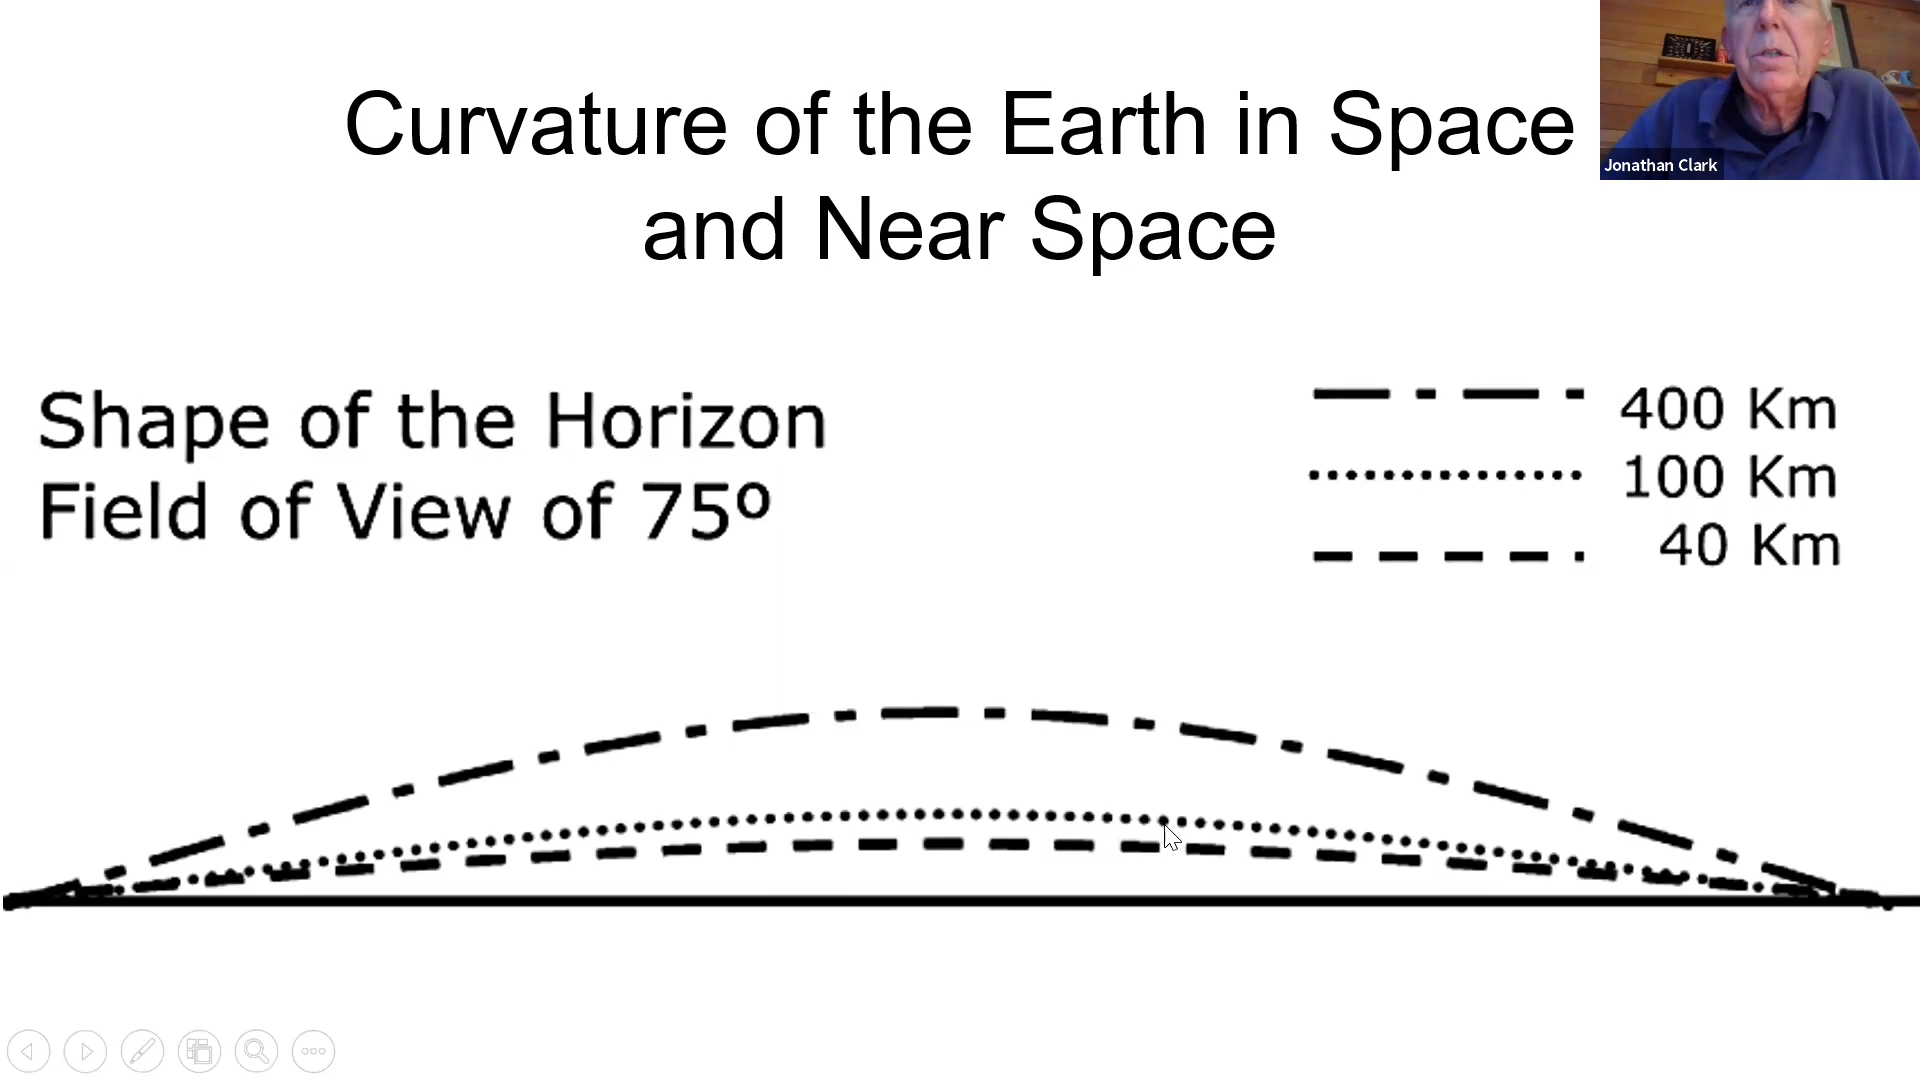 Curvature of the Earth in Space
and Near Space
Jonathan Clark
Shape of the Horizon
Field of View of 75º
400 Km
100 Km
40 Km